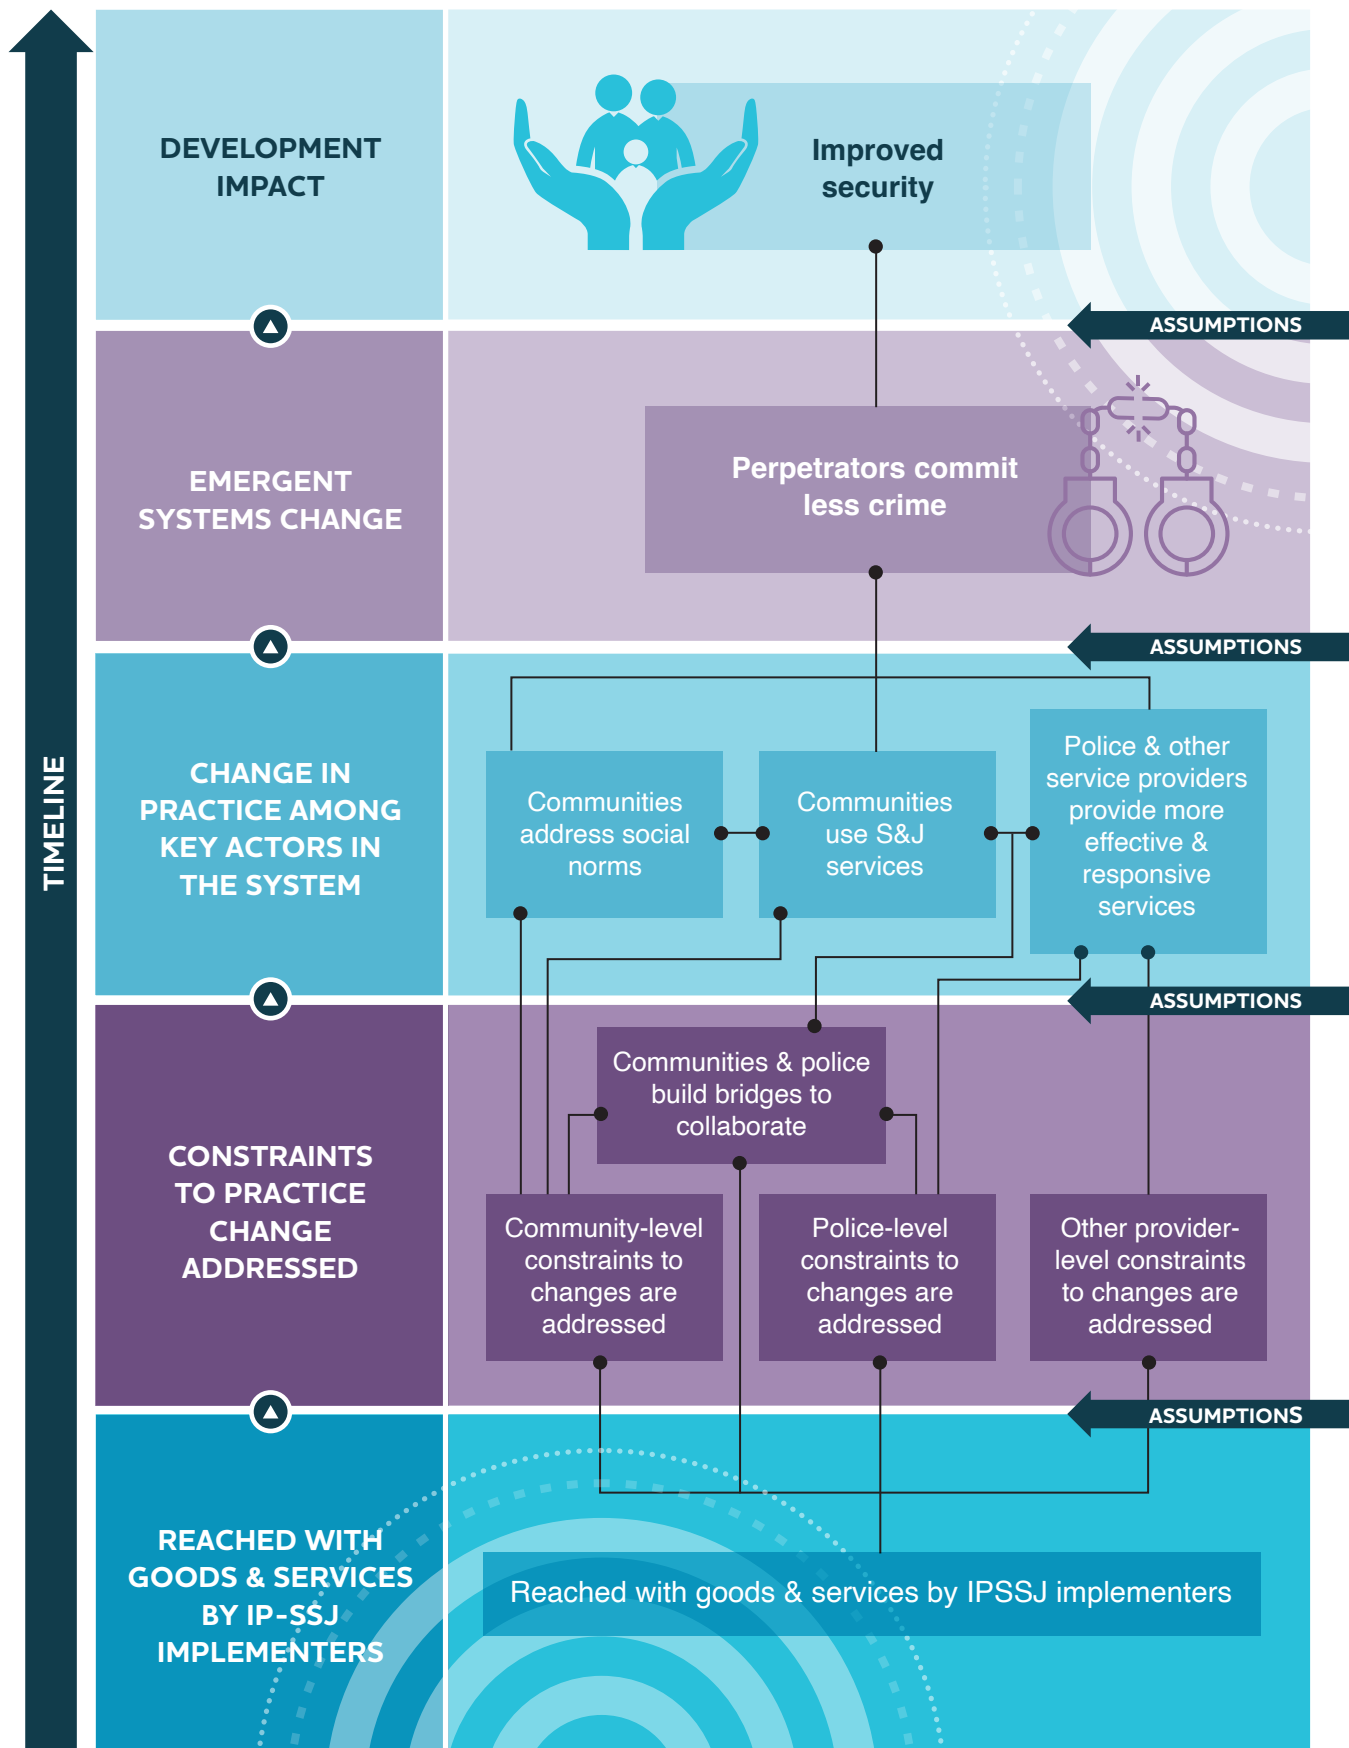 DEVELOPMENT
IMPACT
Improved
security
ASSUMPTIONS
EMERGENT
SYSTEMS CHANGE
Perpetrators commit
less crime
ASSUMPTIONS
TIMELINE
CHANGE IN
PRACTICE AMONG
KEY ACTORS IN
THE SYSTEM
Communities
address social
norms
Communities
use S&J
services
Police & other
service providers
provide more
effective &
responsive
services
ASSUMPTIONS
CONSTRAINTS
TO PRACTICE
CHANGE
ADDRESSED
Communities & police
build bridges to
collaborate
Community-level
constraints to
changes are
addressed
Police-level
constraints to
changes are
addressed
Other provider-
level constraints
to changes are
addressed
ASSUMPTIONS
REACHED WITH
GOODS & SERVICES
BY IP-SSJ
IMPLEMENTERS
Reached with goods & services by IPSSJ implementers